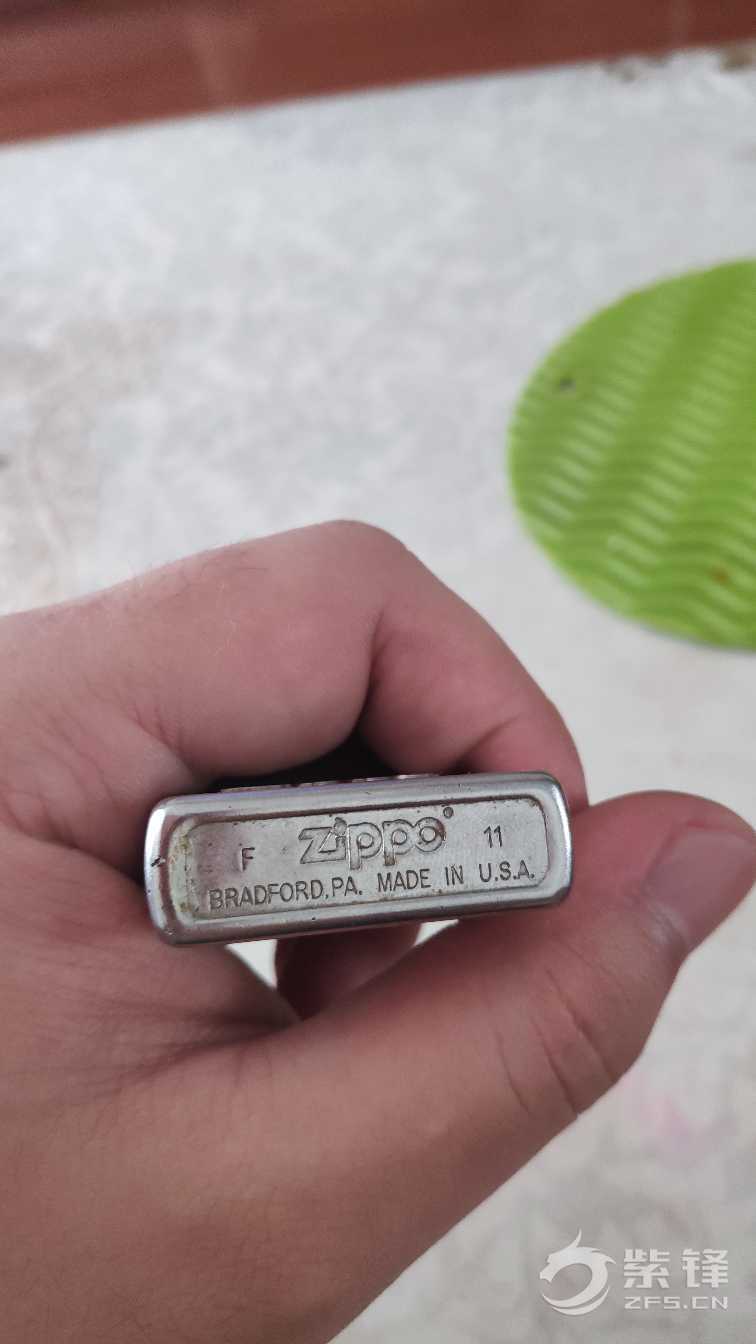 F Zippo® 11
BRADFORD, PA. MADE IN U.S.A.
紫锋
ZFS.CN